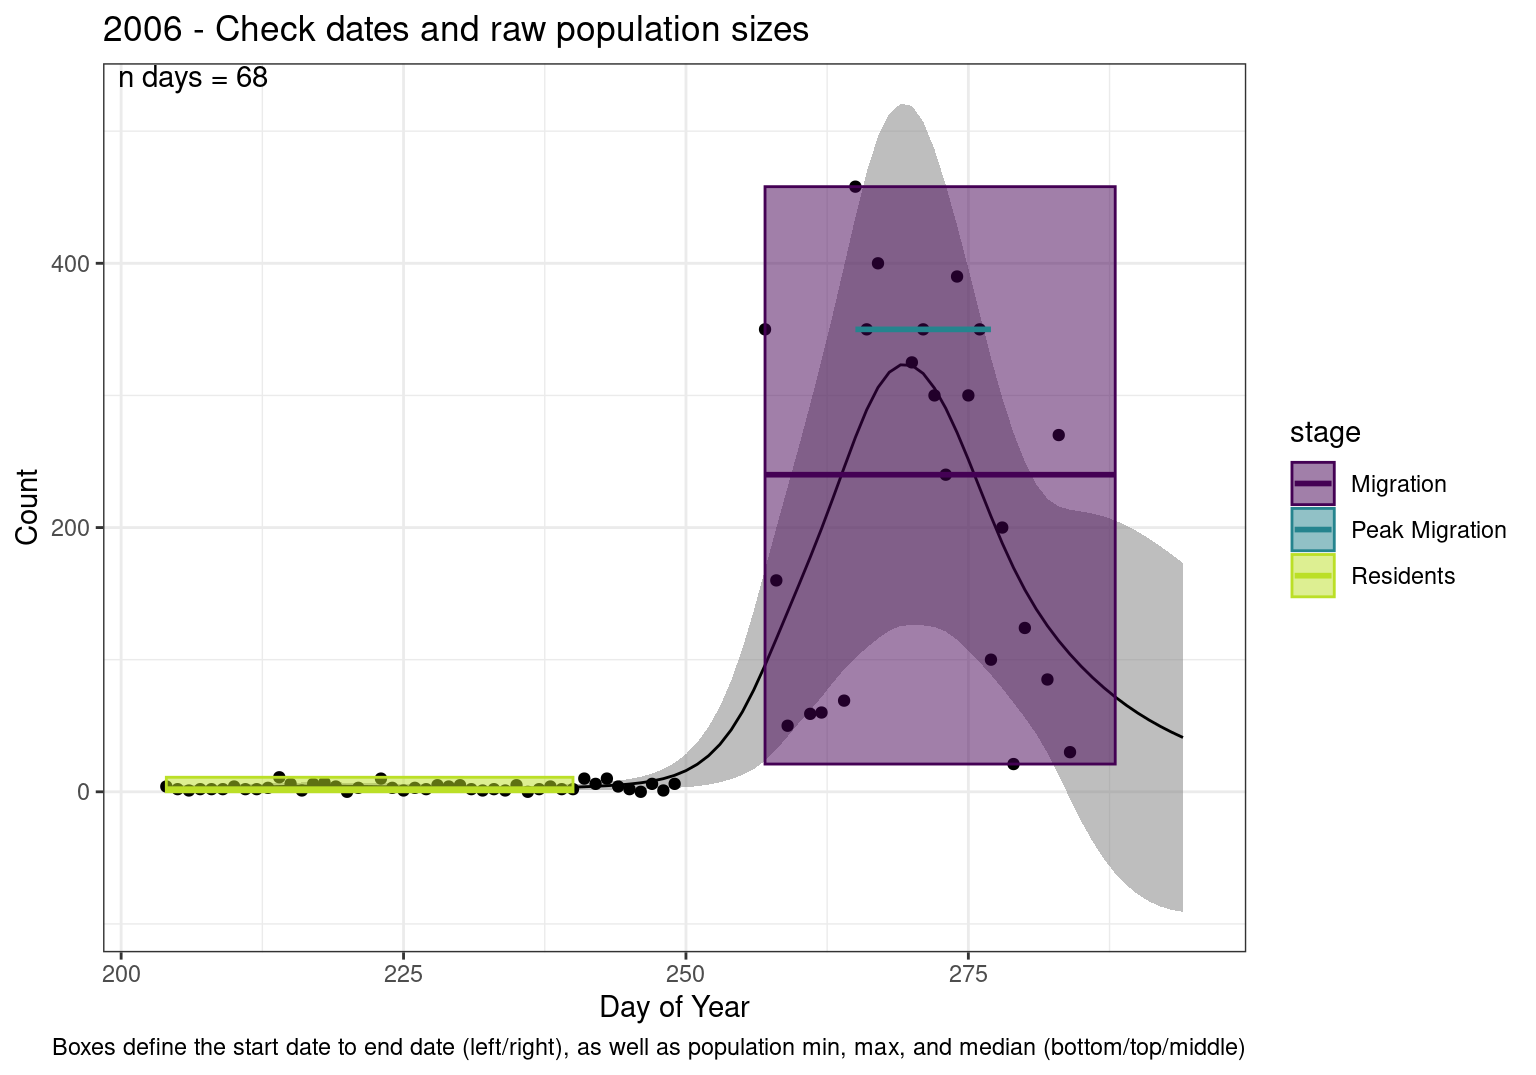 2006 - Check dates and raw population sizes
n days = 68
400
200
0
Count
200
225
250
275
Day of Year
stage
Migration
Peak Migration
Residents
Boxes define the start date to end date (left/right), as well as population min, max, and median (bottom/top/middle)